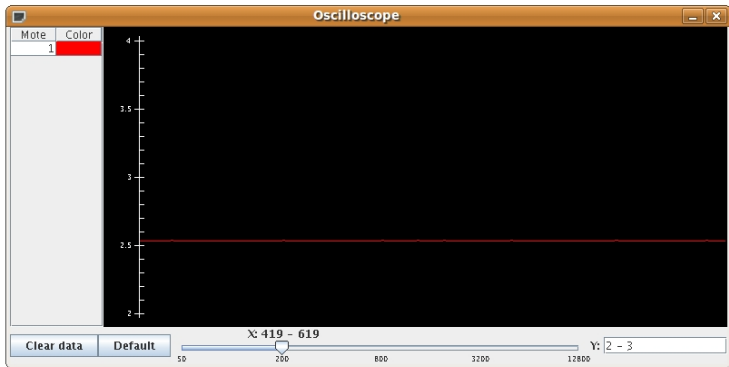 Oscilloscope
Mote Color
1
4
3.5
3
2.5
2
X: 419 – 619
Clear data Default
50 200 800 3200 12800
Y: 2 – 3